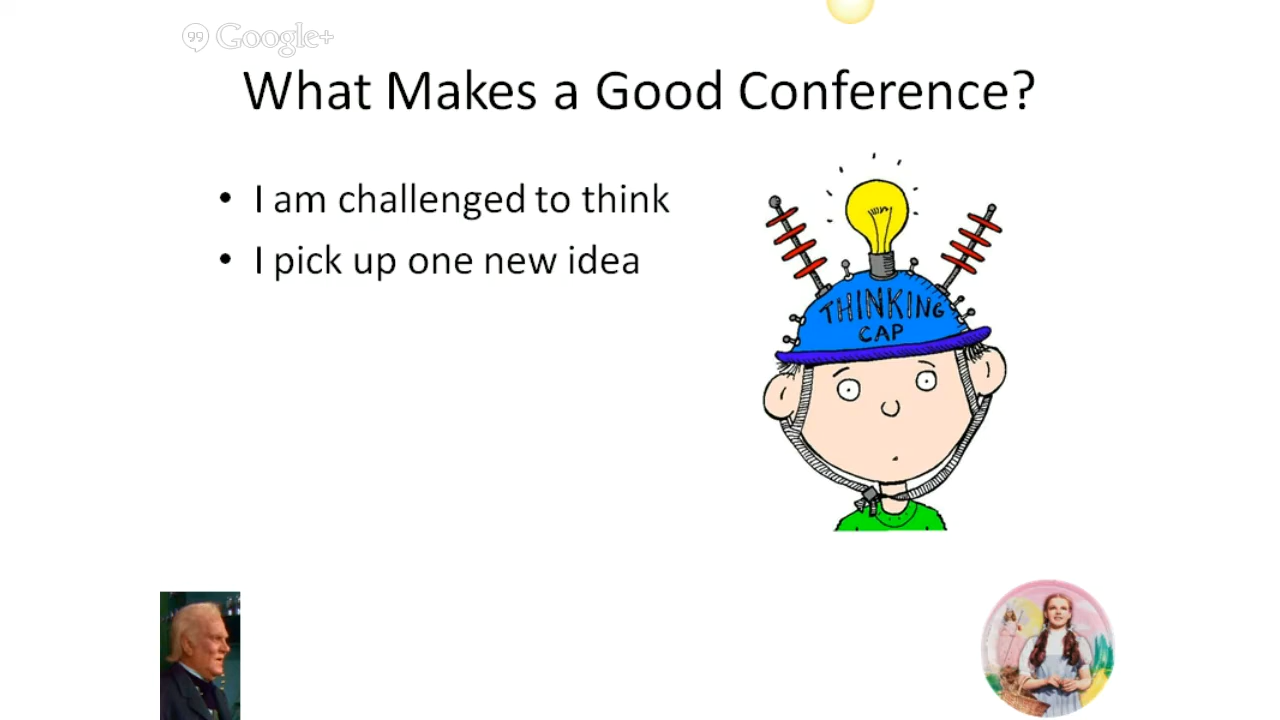 Google+
What Makes a Good Conference?
• I am challenged to think
• I pick up one new idea
THINKING
CAP